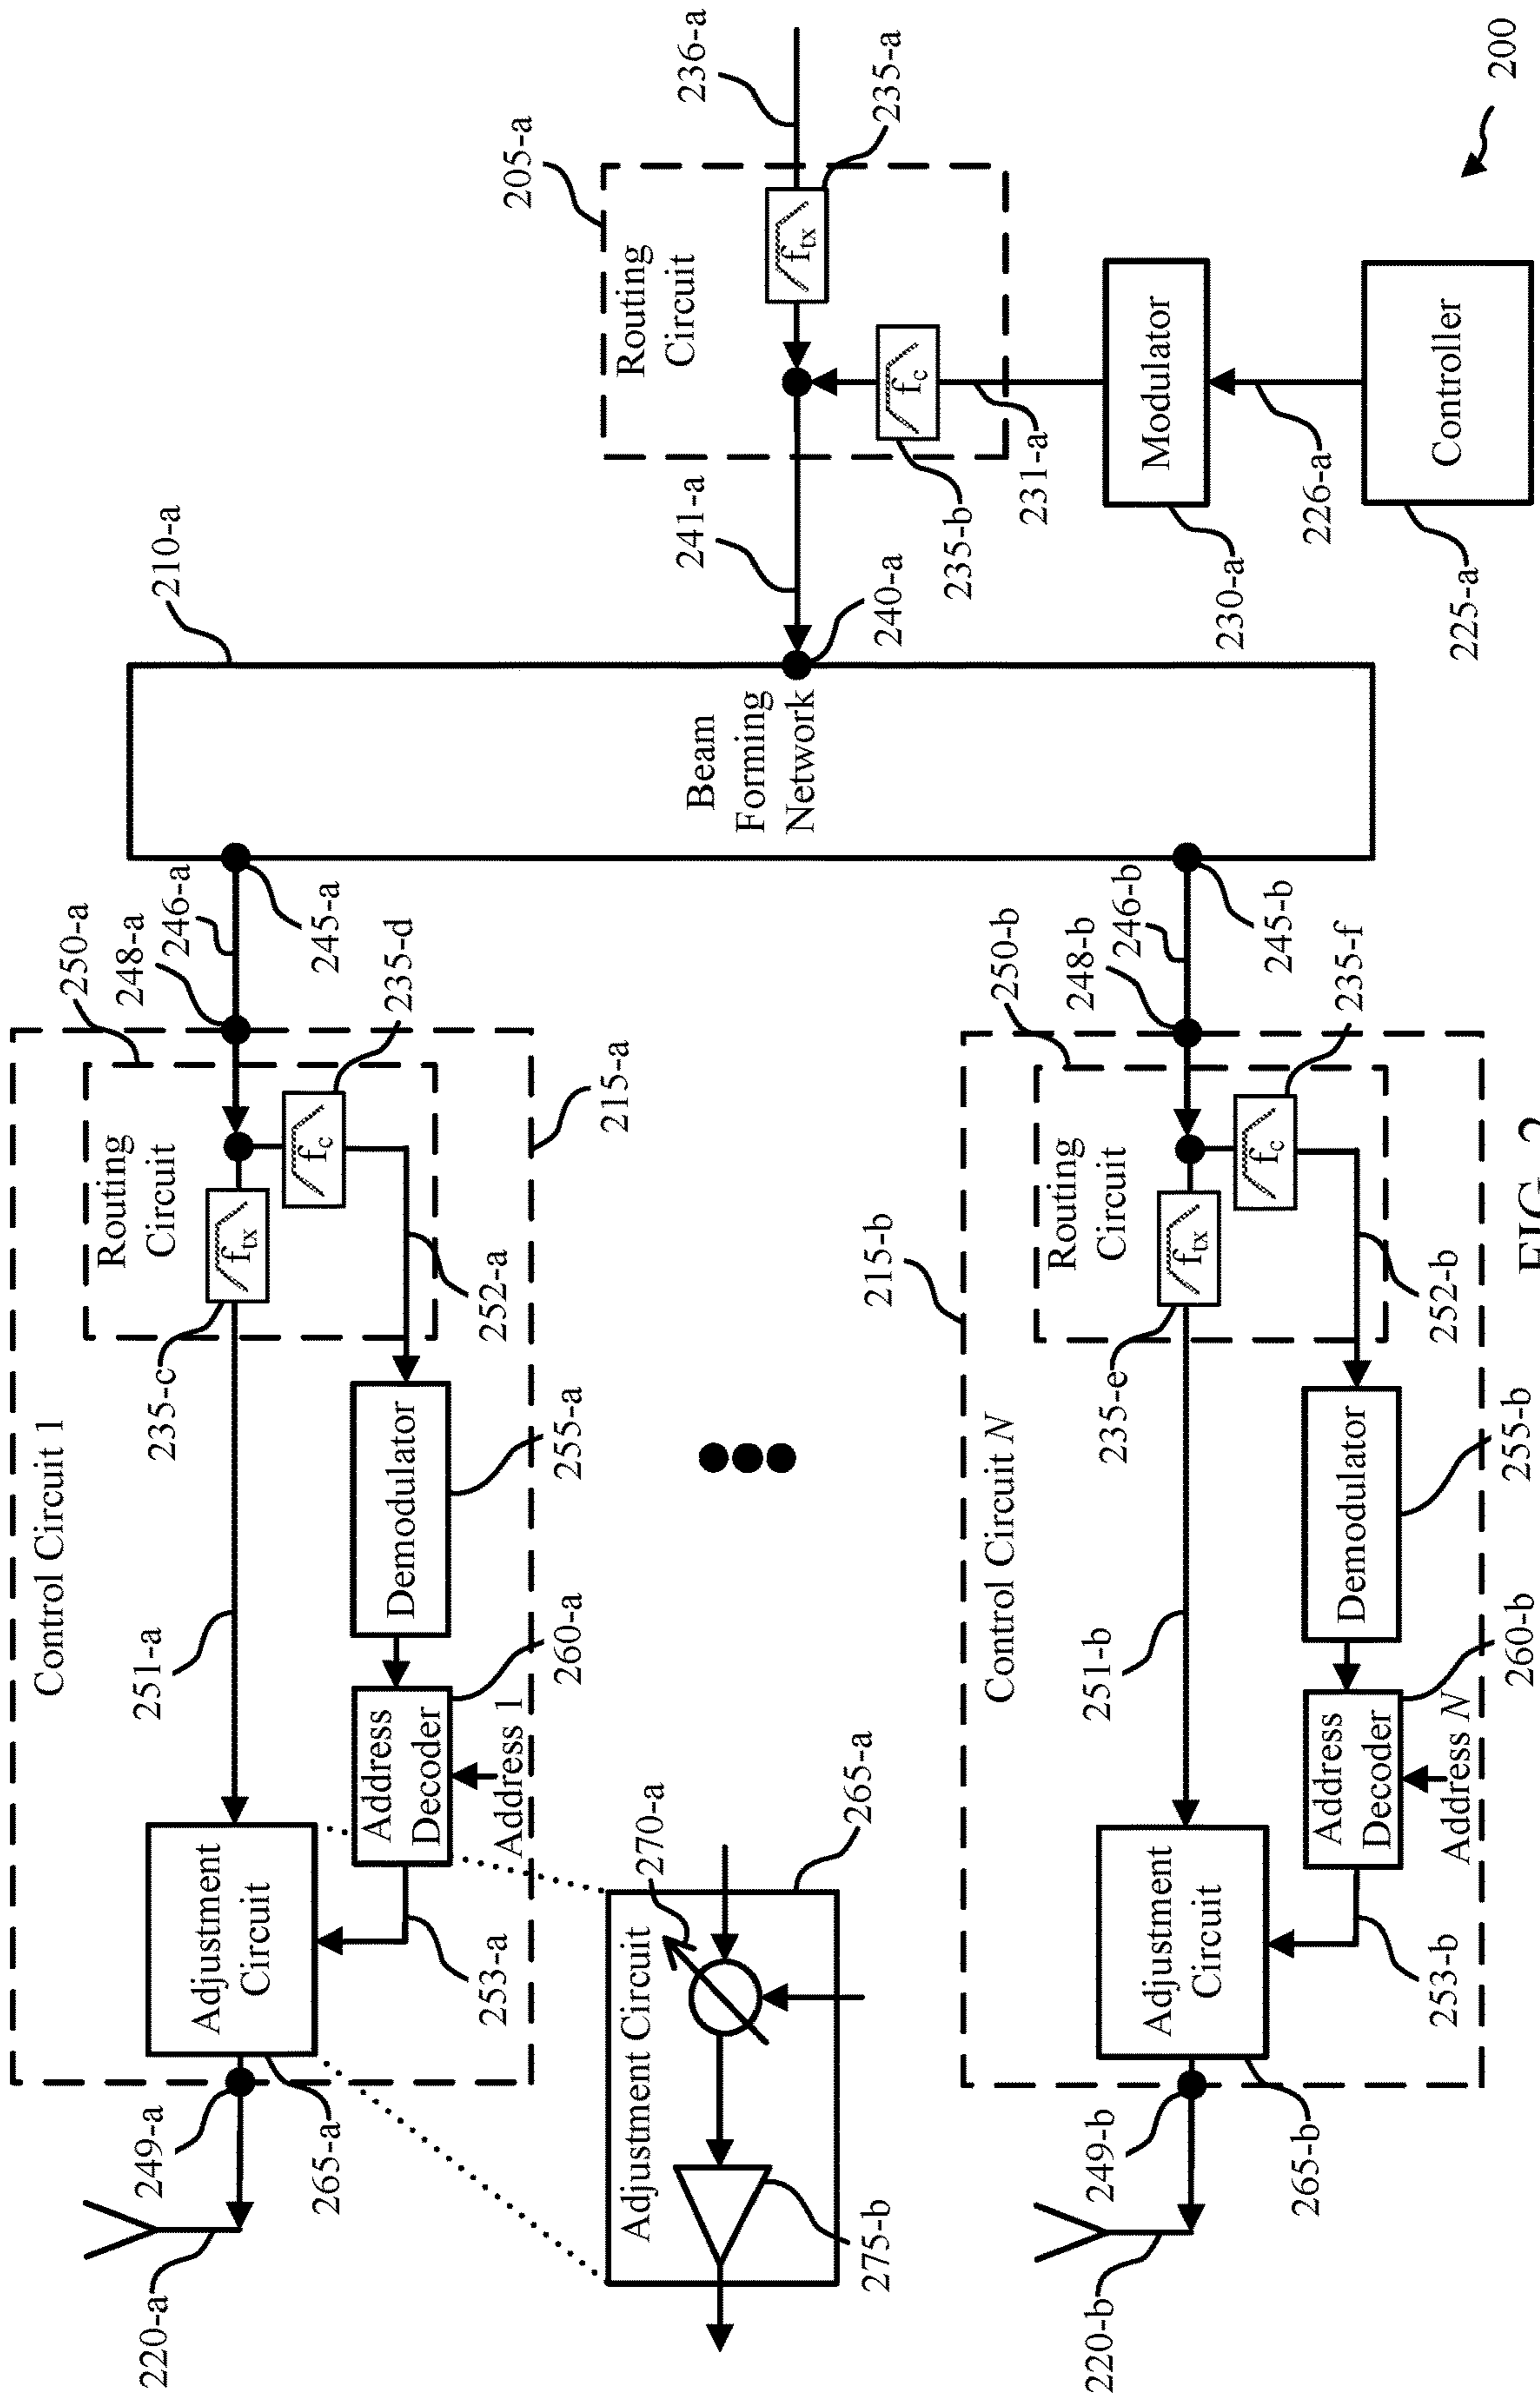 220-a
249-a
265-a
Adjustment
Circuit
253-a
251-a
Address
Decoder
260-a
Address 1
Control Circuit 1
Demodulator
255-a
235-c
Routing
Circuit
f_tx
f_c
252-a
250-a
248-a
246-a
235-d
215-a
245-a
210-a
Beam
Forming
Network
240-a
241-a
205-a
Routing
Circuit
f_tx
f_c
235-b
235-a
236-a
231-a
Modulator
230-a
226-a
Controller
225-a
200
Adjustment Circuit
270-a
265-a
275-b
220-b
249-b
265-b
Adjustment
Circuit
253-b
251-b
Address
Decoder
260-b
Address N
Control Circuit N
Demodulator
255-b
235-e
215-b
Routing
Circuit
f_tx
f_c
252-b
250-b
248-b
246-b
235-f
245-b